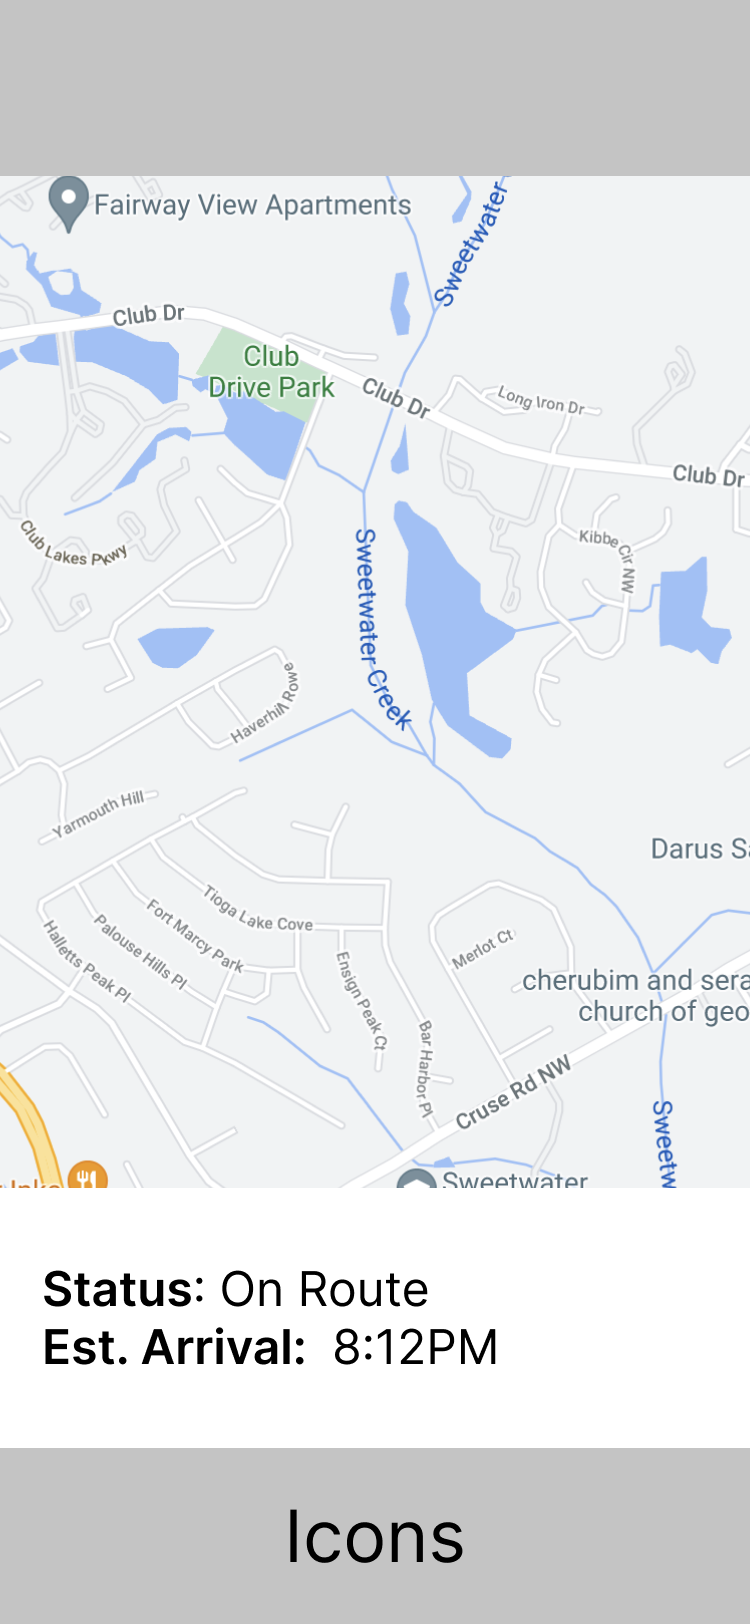 Fairway View Apartments
Sweetwater
Club Dr
Club
Drive Park
Club Dr
Long Iron Dr
Club Dr
Club Lakes Pkwy
Kibbe Cir NW
Sweetwater Creek
Haverhill Rowe
Yarmouth Hill
Darus Sa
Tioga Lake Cove
Fort Marcy Park
Palouse Hills Pl
Halletts Peak Pl
Merlot Ct
Ensign Peak Ct
cherubim and sera
church of geo
Bar Harbor Pl
Cruse Rd NW
Sweetw
Sweetwater
Status: On Route
Est. Arrival: 8:12PM
Icons